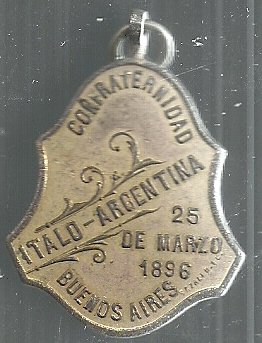 CONFRATERNIDAD
ITALO-ARGENTINA
25
DE MARZO
1896
BUENOS AIRES